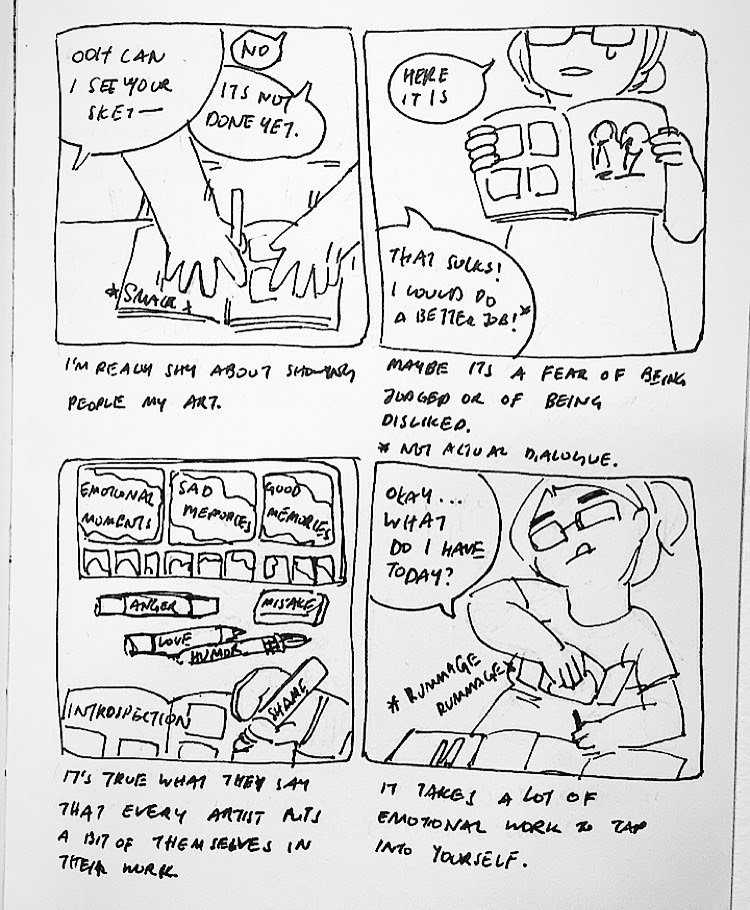 OOH CAN
I SEE YOUR
SKET—
NO
ITS NOT
DONE YET.
*SMACK*
I'M REALLY SHY ABOUT SHOWING
PEOPLE MY ART.
HERE
IT IS
THAT SUCKS!
I WOULD DO
A BETTER JOB!*
MAYBE ITS A FEAR OF BEING
JUDGED OR OF BEING
DISLIKED.
* NOT ACTUAL DIALOGUE.
EMOTIONAL
MOMENTS
SAD
MEMORIES
GOOD
MEMORIES
ANGER
MISTAKE
LOVE
HUMOR
SHAME
INTROSPECTION
IT'S TRUE WHAT THEY SAY
THAT EVERY ARTIST PUTS
A BIT OF THEMSELVES IN
THEIR WORK.
OKAY...
WHAT
DO I HAVE
TODAY?
*RUMMAGE
RUMMAGE*
IT TAKES A LOT OF
EMOTIONAL WORK TO TAP
INTO YOURSELF.